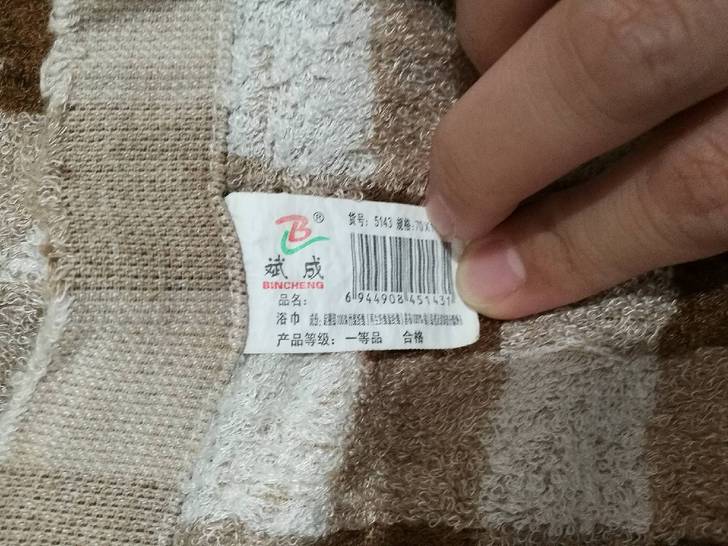 B®
斌成
BINCHENG
货号: 5143 规格:70X
6 944908 451431
品名:
浴巾
产品等级: 一等品 合格